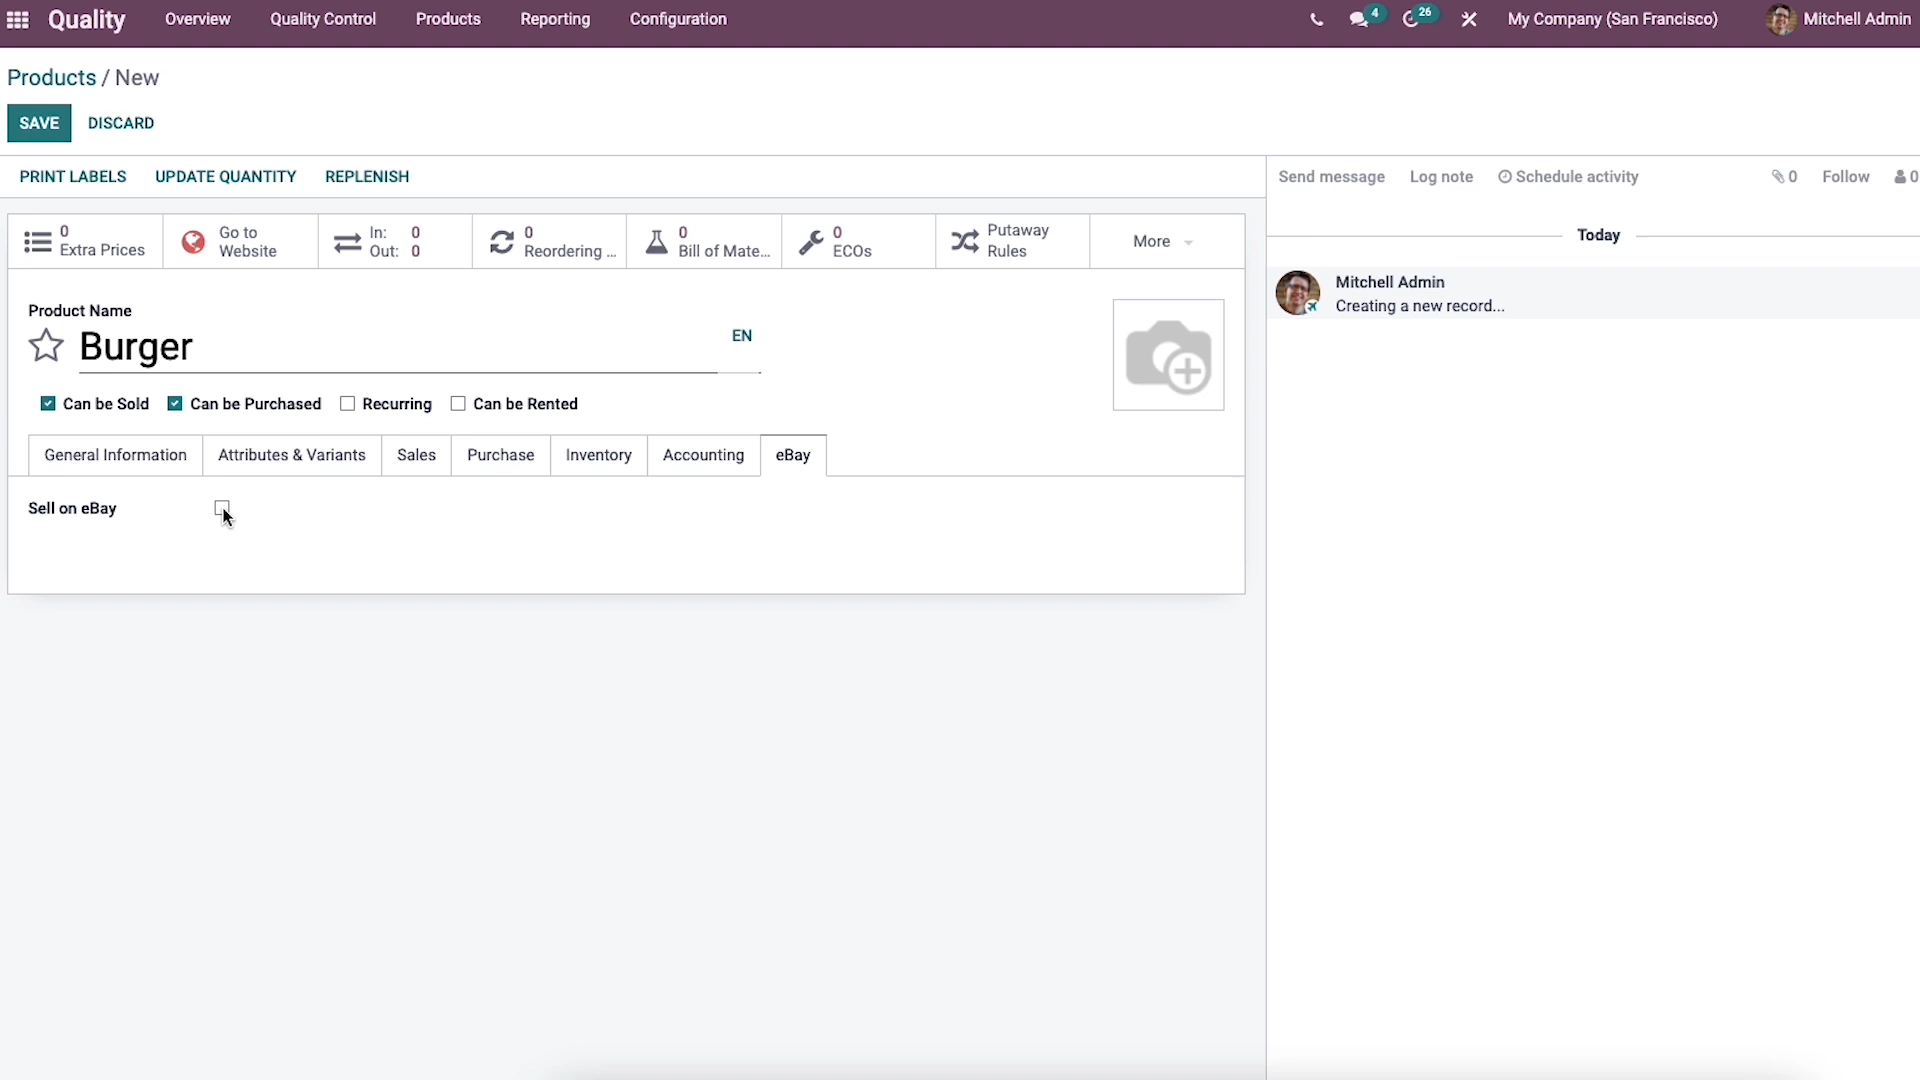 Quality Overview Quality Control Products Reporting Configuration 4 26 My Company (San Francisco) Mitchell Admin
Products / New
SAVE DISCARD
PRINT LABELS UPDATE QUANTITY REPLENISH
Send message Log note Schedule activity 0 Follow 0
0 Extra Prices
Go to Website
In: 0
Out: 0
0 Reordering ...
0 Bill of Mate...
0 ECOs
Putaway Rules
More
Today
Mitchell Admin
Creating a new record...
Product Name
Burger EN
Can be Sold Can be Purchased Recurring Can be Rented
General Information Attributes & Variants Sales Purchase Inventory Accounting eBay
Sell on eBay